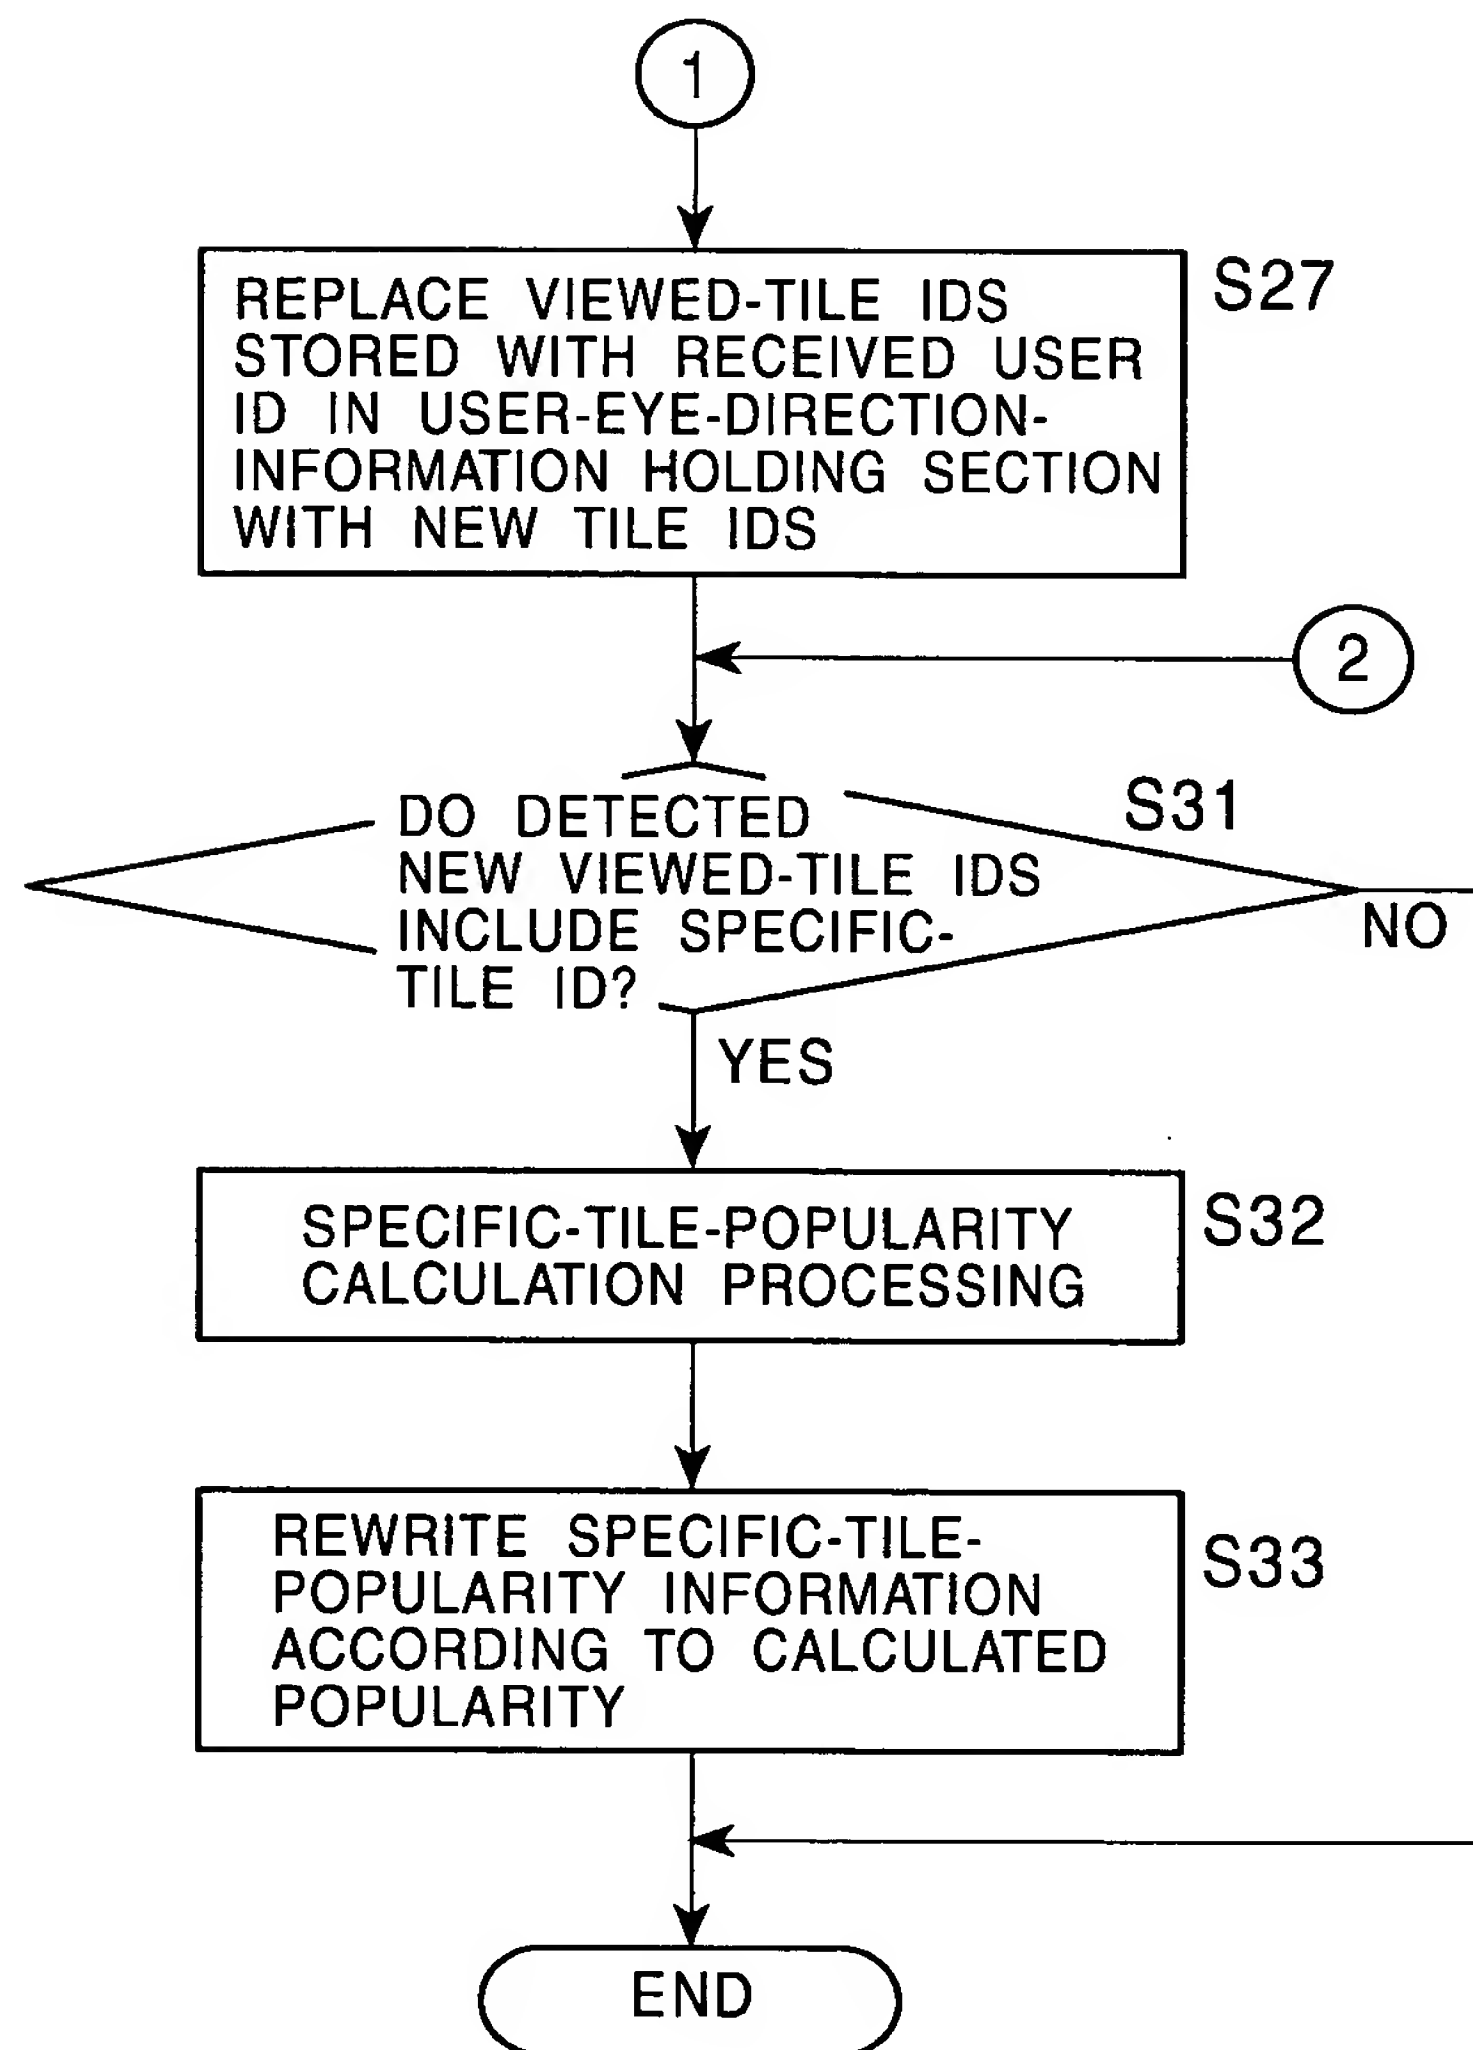 1
REPLACE VIEWED-TILE IDS
STORED WITH RECEIVED USER
ID IN USER-EYE-DIRECTION-
INFORMATION HOLDING SECTION
WITH NEW TILE IDS
S27
2
DO DETECTED
NEW VIEWED-TILE IDS
INCLUDE SPECIFIC-
TILE ID?
S31
NO
YES
SPECIFIC-TILE-POPULARITY
CALCULATION PROCESSING
S32
REWRITE SPECIFIC-TILE-
POPULARITY INFORMATION
ACCORDING TO CALCULATED
POPULARITY
S33
END